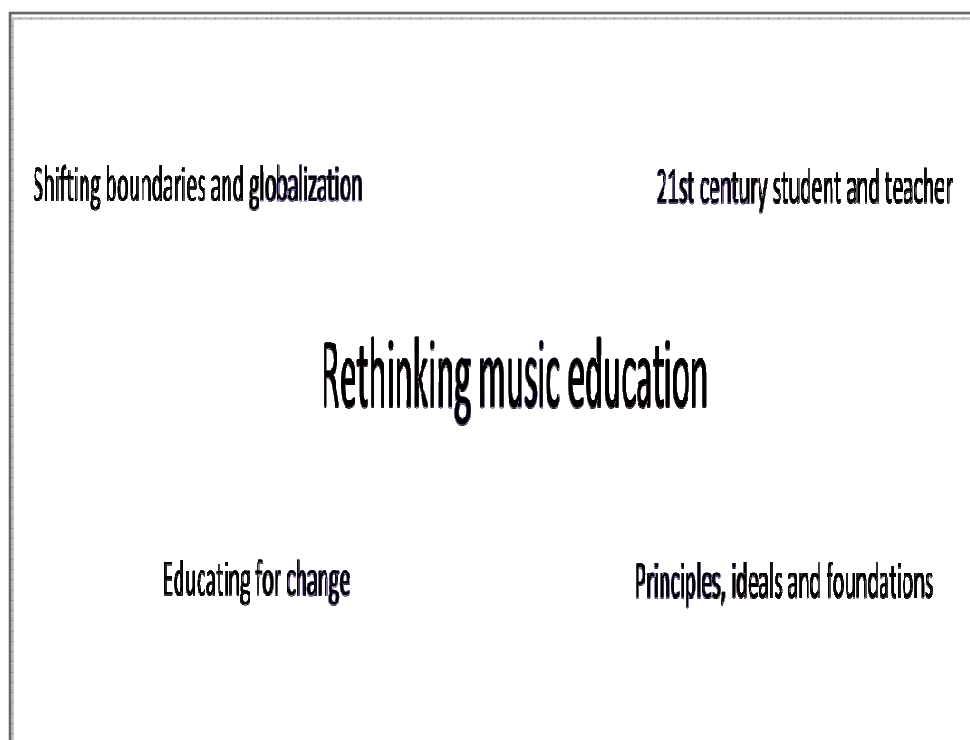 Shifting boundaries and globalization
21st century student and teacher
Rethinking music education
Educating for change
Principles, ideals and foundations